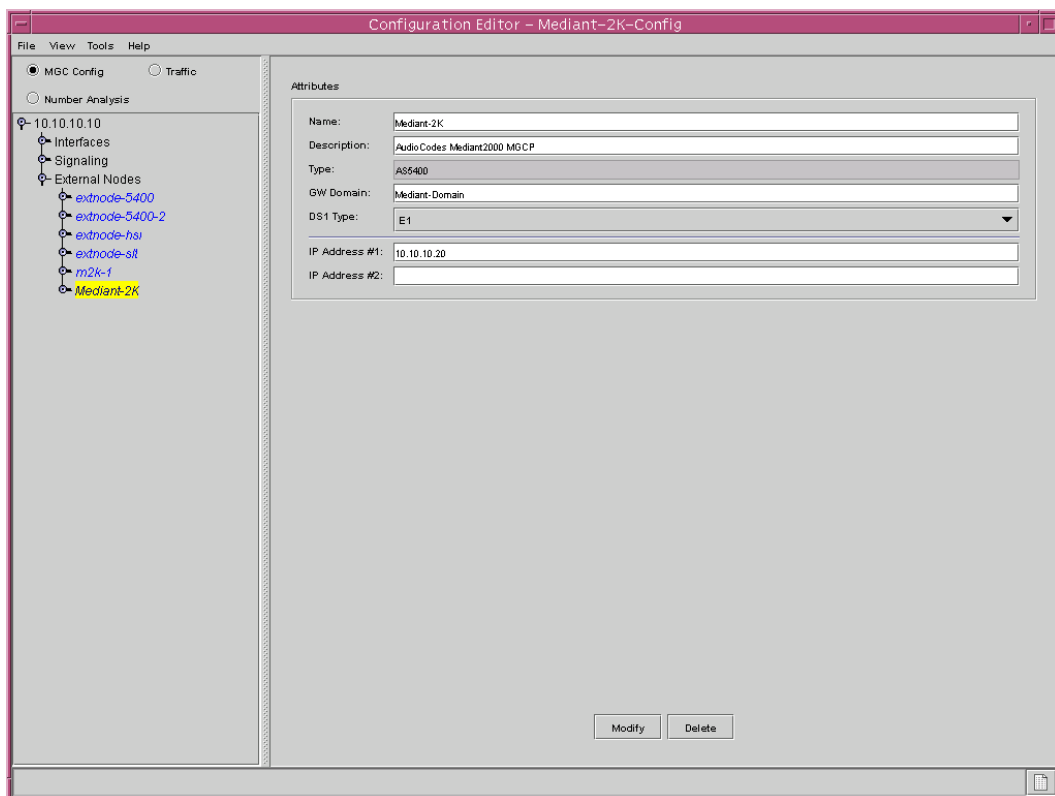 Configuration Editor – Mediant–2K–Config
File View Tools Help
MGC Config Traffic
Number Analysis
10.10.10.10
Interfaces
Signaling
External Nodes
extnode-5400
extnode-5400-2
extnode-hsi
extnode-slt
m2k-1
Mediant-2K
Attributes
Name: Mediant-2K
Description: AudioCodes Mediant2000 MGCP
Type: AS5400
GW Domain: Mediant-Domain
DS1 Type: E1
IP Address #1: 10.10.10.20
IP Address #2:
Modify Delete